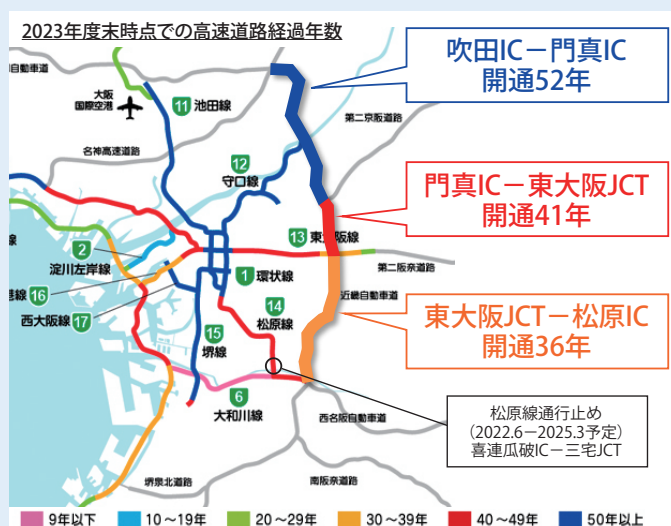 2023年度末時点での高速道路経過年数
吹田IC－門真IC
開通52年
自動車道
大阪
国際空港
11 池田線
第二京阪道路
名神高速道路
12
守口線
門真IC－東大阪JCT
開通41年
13 東大阪線
2
淀川左岸線
第二阪奈道路
1 環状線
近畿自動車道
港線 16
14
松原線
西大阪線 17
15
堺線
東大阪JCT－松原IC
開通36年
6
大和川線
西名阪自動車道
松原線通行止め
（2022.6－2025.3予定）
喜連瓜破IC－三宅JCT
堺泉北道路
南阪奈道路
9年以下 10～19年 20～29年 30～39年 40～49年 50年以上